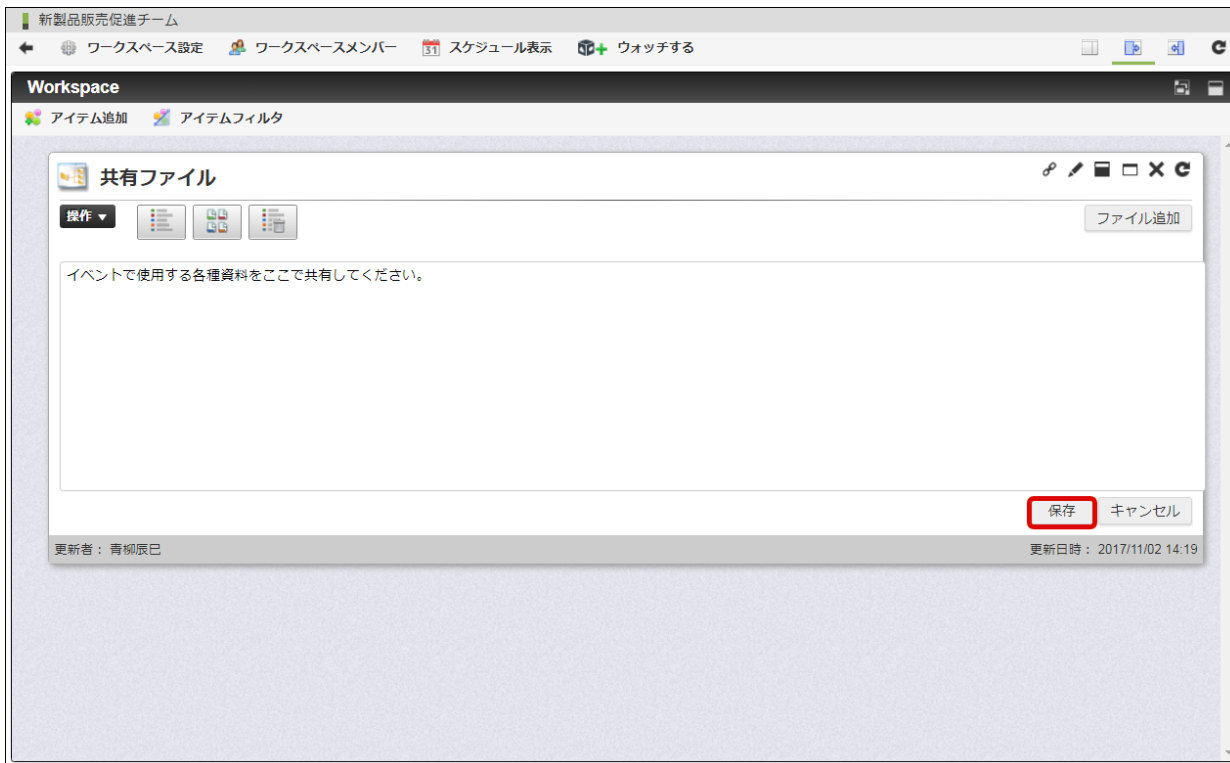 新製品販売促進チーム
ワークスペース設定 ワークスペースメンバー 31 スケジュール表示 ウォッチする
Workspace
アイテム追加 アイテムフィルタ
共有ファイル
操作 ▼ ファイル追加
イベントで使用する各種資料をここで共有してください。
保存 キャンセル
更新者： 青柳辰巳 更新日時： 2017/11/02 14:19